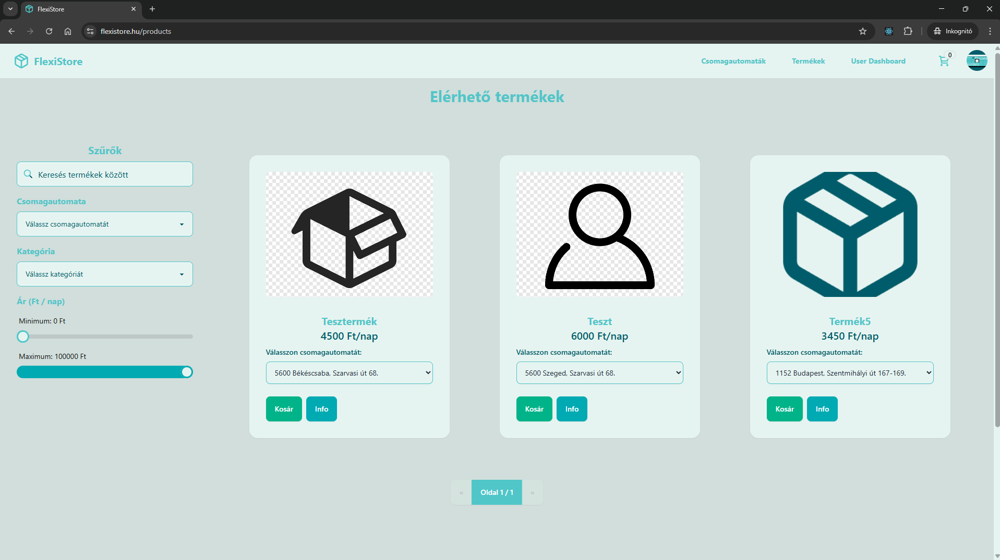 FlexiStore
flexistore.hu/products
Inkognitó
FlexiStore
Csomagautomaták
Termékek
User Dashboard
0
Elérhető termékek
Szűrők
Keresés termékek között
Csomagautomata
Válassz csomagautomatát
Kategória
Válassz kategóriát
Ár (Ft / nap)
Minimum: 0 Ft
Maximum: 100000 Ft
Tesztermék
4500 Ft/nap
Válasszon csomagautomatát:
5600 Békéscsaba, Szarvasi út 68.
Kosár
Info
Teszt
6000 Ft/nap
Válasszon csomagautomatát:
5600 Szeged, Szarvasi út 68.
Kosár
Info
Termék5
3450 Ft/nap
Válasszon csomagautomatát:
1152 Budapest, Szentmihályi út 167-169.
Kosár
Info
« Oldal 1 / 1 »